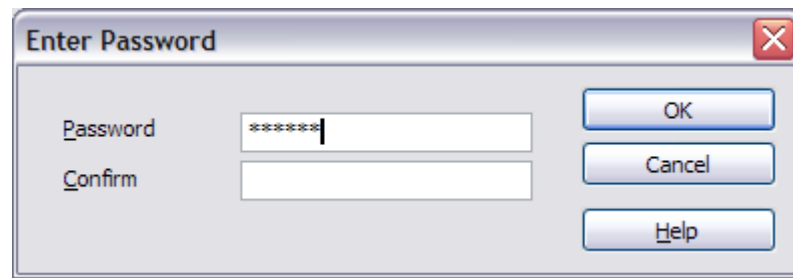 Enter Password
Password ******
Confirm
OK
Cancel
Help